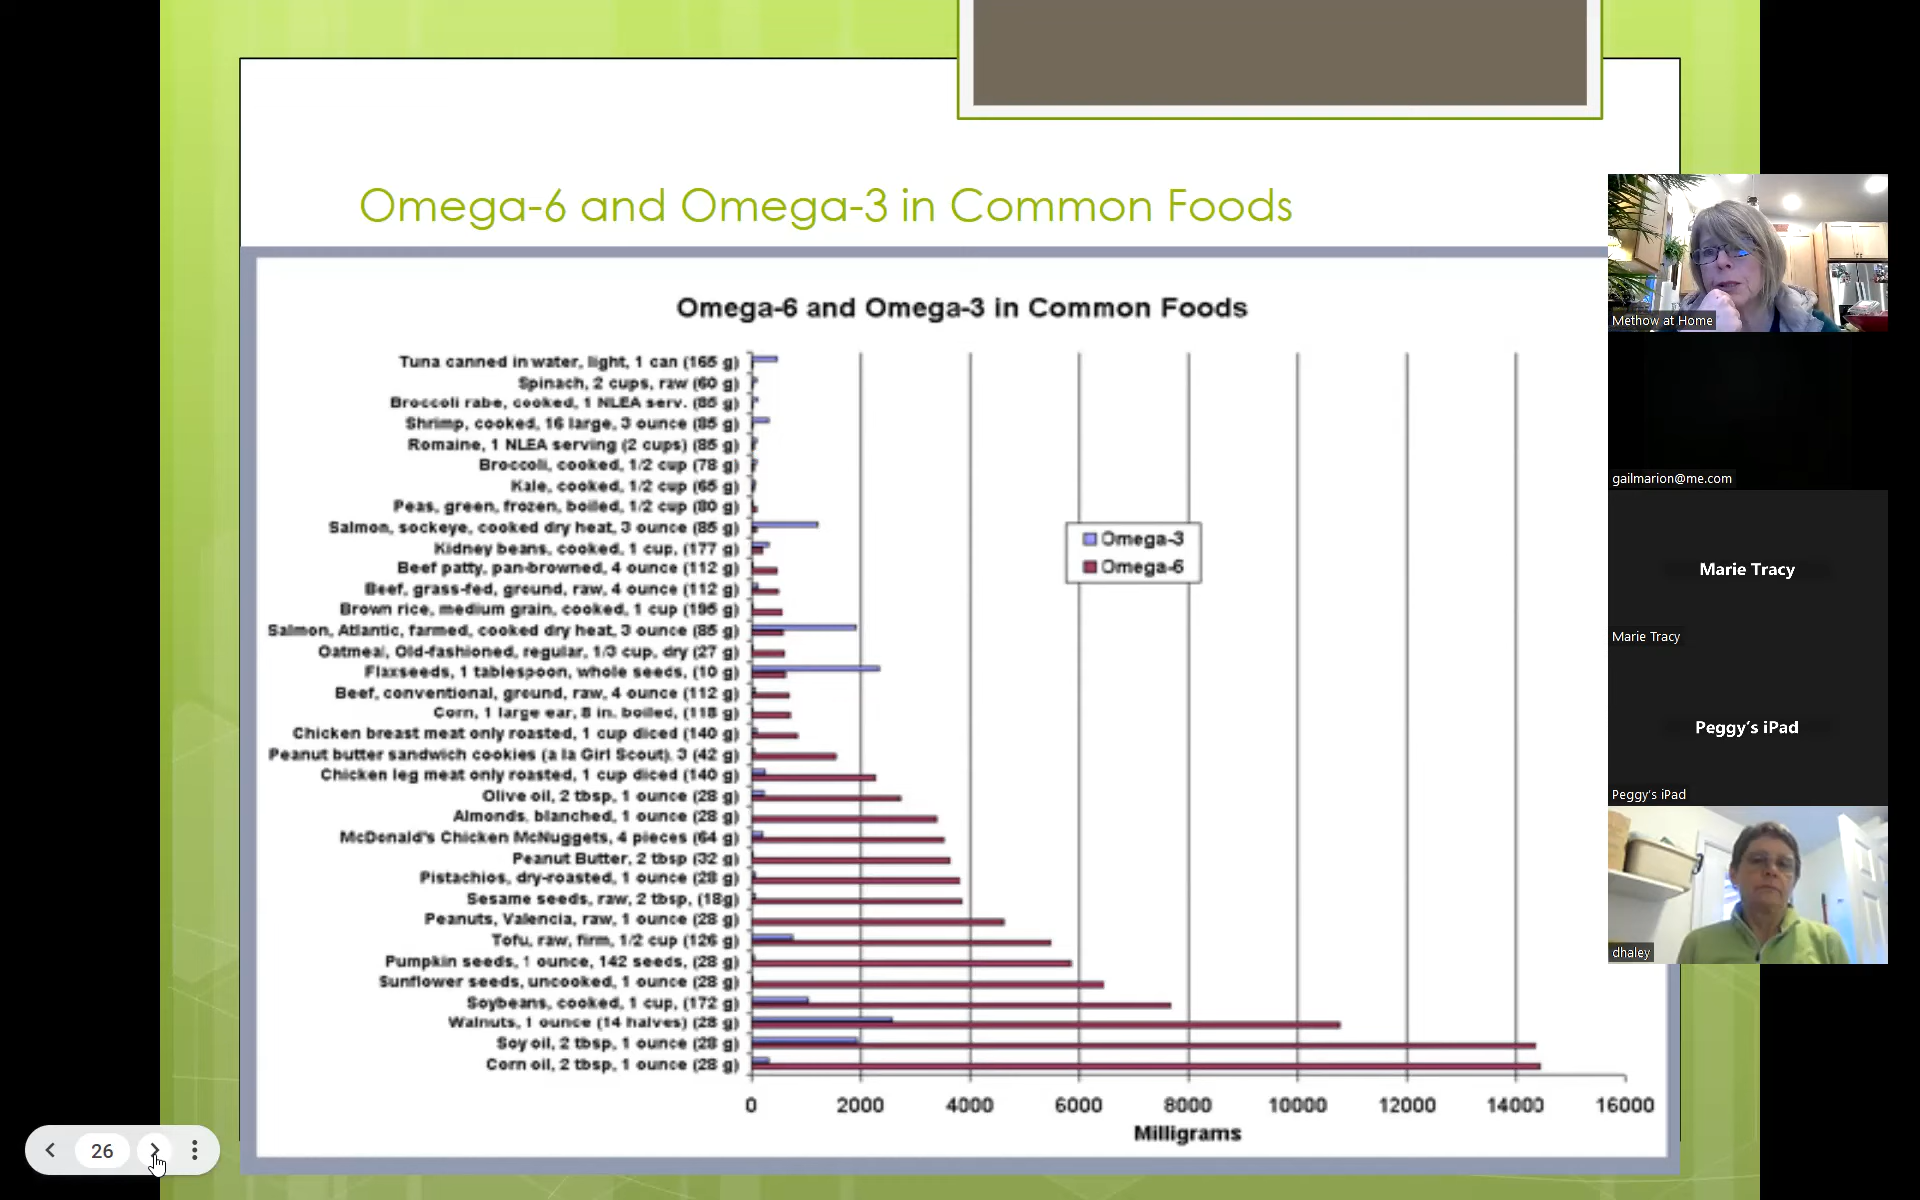 Omega-6 and Omega-3 in Common Foods
Omega-6 and Omega-3 in Common Foods
Tuna canned in water, light, 1 can (165 g)
Spinach, 2 cups, raw (60 g)
Broccoli rabe, cooked, 1 NLEA serv. (85 g)
Shrimp, cooked, 16 large, 3 ounce (85 g)
Romaine, 1 NLEA serving (2 cups) (85 g)
Broccoli, cooked, 1/2 cup (78 g)
Kale, cooked, 1/2 cup (65 g)
Peas, green, frozen, boiled, 1/2 cup (80 g)
Salmon, sockeye, cooked dry heat, 3 ounce (85 g)
Kidney beans, cooked, 1 cup, (177 g)
Beef patty, pan-browned, 4 ounce (112 g)
Beef, grass-fed, ground, raw, 4 ounce (112 g)
Brown rice, medium grain, cooked, 1 cup (195 g)
Salmon, Atlantic, farmed, cooked dry heat, 3 ounce (85 g)
Oatmeal, Old-fashioned, regular, 1/3 cup, dry (27 g)
Flaxseeds, 1 tablespoon, whole seeds, (10 g)
Beef, conventional, ground, raw, 4 ounce (112 g)
Corn, 1 large ear, 8 in. boiled, (118 g)
Chicken breast meat only roasted, 1 cup diced (140 g)
Peanut butter sandwich cookies (a la Girl Scout), 3 (42 g)
Chicken leg meat only roasted, 1 cup diced (140 g)
Olive oil, 2 tbsp, 1 ounce (28 g)
Almonds, blanched, 1 ounce (28 g)
McDonald's Chicken McNuggets, 4 pieces (64 g)
Peanut Butter, 2 tbsp (32 g)
Pistachios, dry-roasted, 1 ounce (28 g)
Sesame seeds, raw, 2 tbsp, (18g)
Peanuts, Valencia, raw, 1 ounce (28 g)
Tofu, raw, firm, 1/2 cup (126 g)
Pumpkin seeds, 1 ounce, 142 seeds, (28 g)
Sunflower seeds, uncooked, 1 ounce (28 g)
Soybeans, cooked, 1 cup, (172 g)
Walnuts, 1 ounce (14 halves) (28 g)
Soy oil, 2 tbsp, 1 ounce (28 g)
Corn oil, 2 tbsp, 1 ounce (28 g)
Omega-3
Omega-6
0 2000 4000 6000 8000 10000 12000 14000 16000
Milligrams
Methow at Home
gailmarion@me.com
Marie Tracy
Marie Tracy
Peggy's iPad
Peggy's iPad
dhaley
26